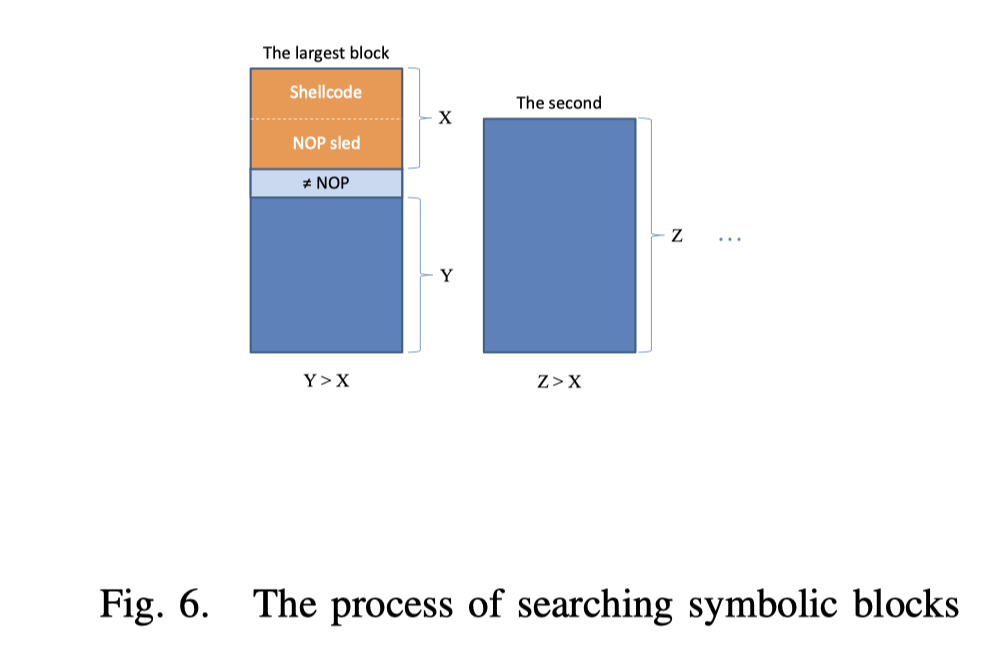 The largest block
Shellcode
NOP sled
≠ NOP
X
Y
Y > X
The second
Z
...
Z > X
Fig. 6. The process of searching symbolic blocks